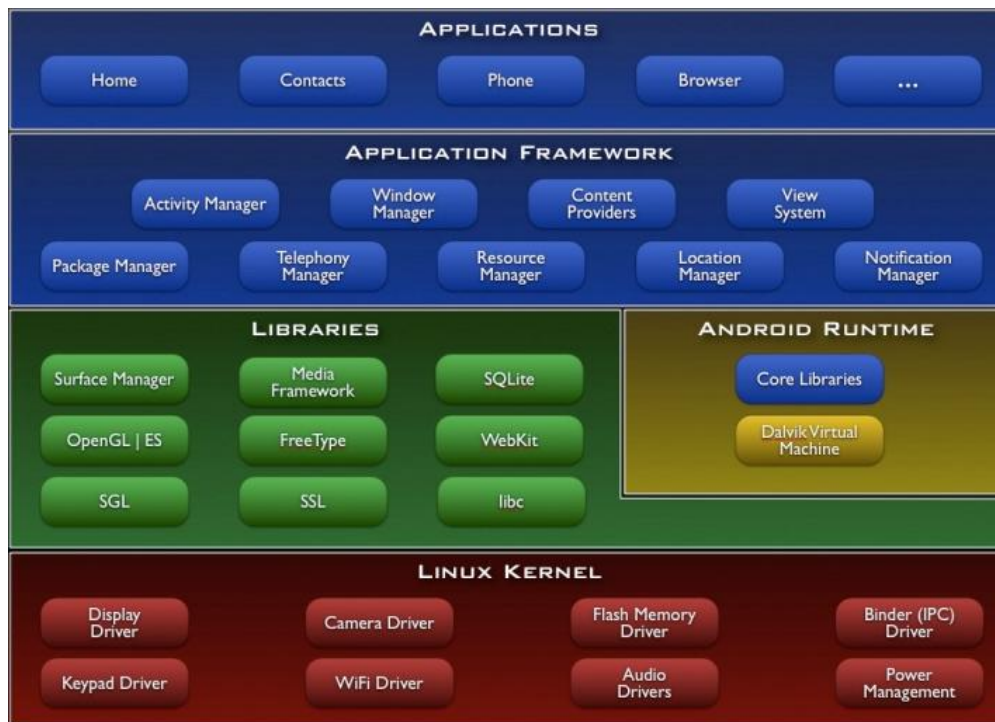 APPLICATIONS
Home Contacts Phone Browser ...
APPLICATION FRAMEWORK
Activity Manager
Window
Manager
Content
Providers
View
System
Package Manager
Telephony
Manager
Resource
Manager
Location
Manager
Notification
Manager
LIBRARIES
Surface Manager
Media
Framework
SQLite
OpenGL | ES
FreeType
WebKit
SGL
SSL
libc
ANDROID RUNTIME
Core Libraries
Dalvik Virtual
Machine
LINUX KERNEL
Display
Driver
Camera Driver
Flash Memory
Driver
Binder (IPC)
Driver
Keypad Driver
WiFi Driver
Audio
Drivers
Power
Management